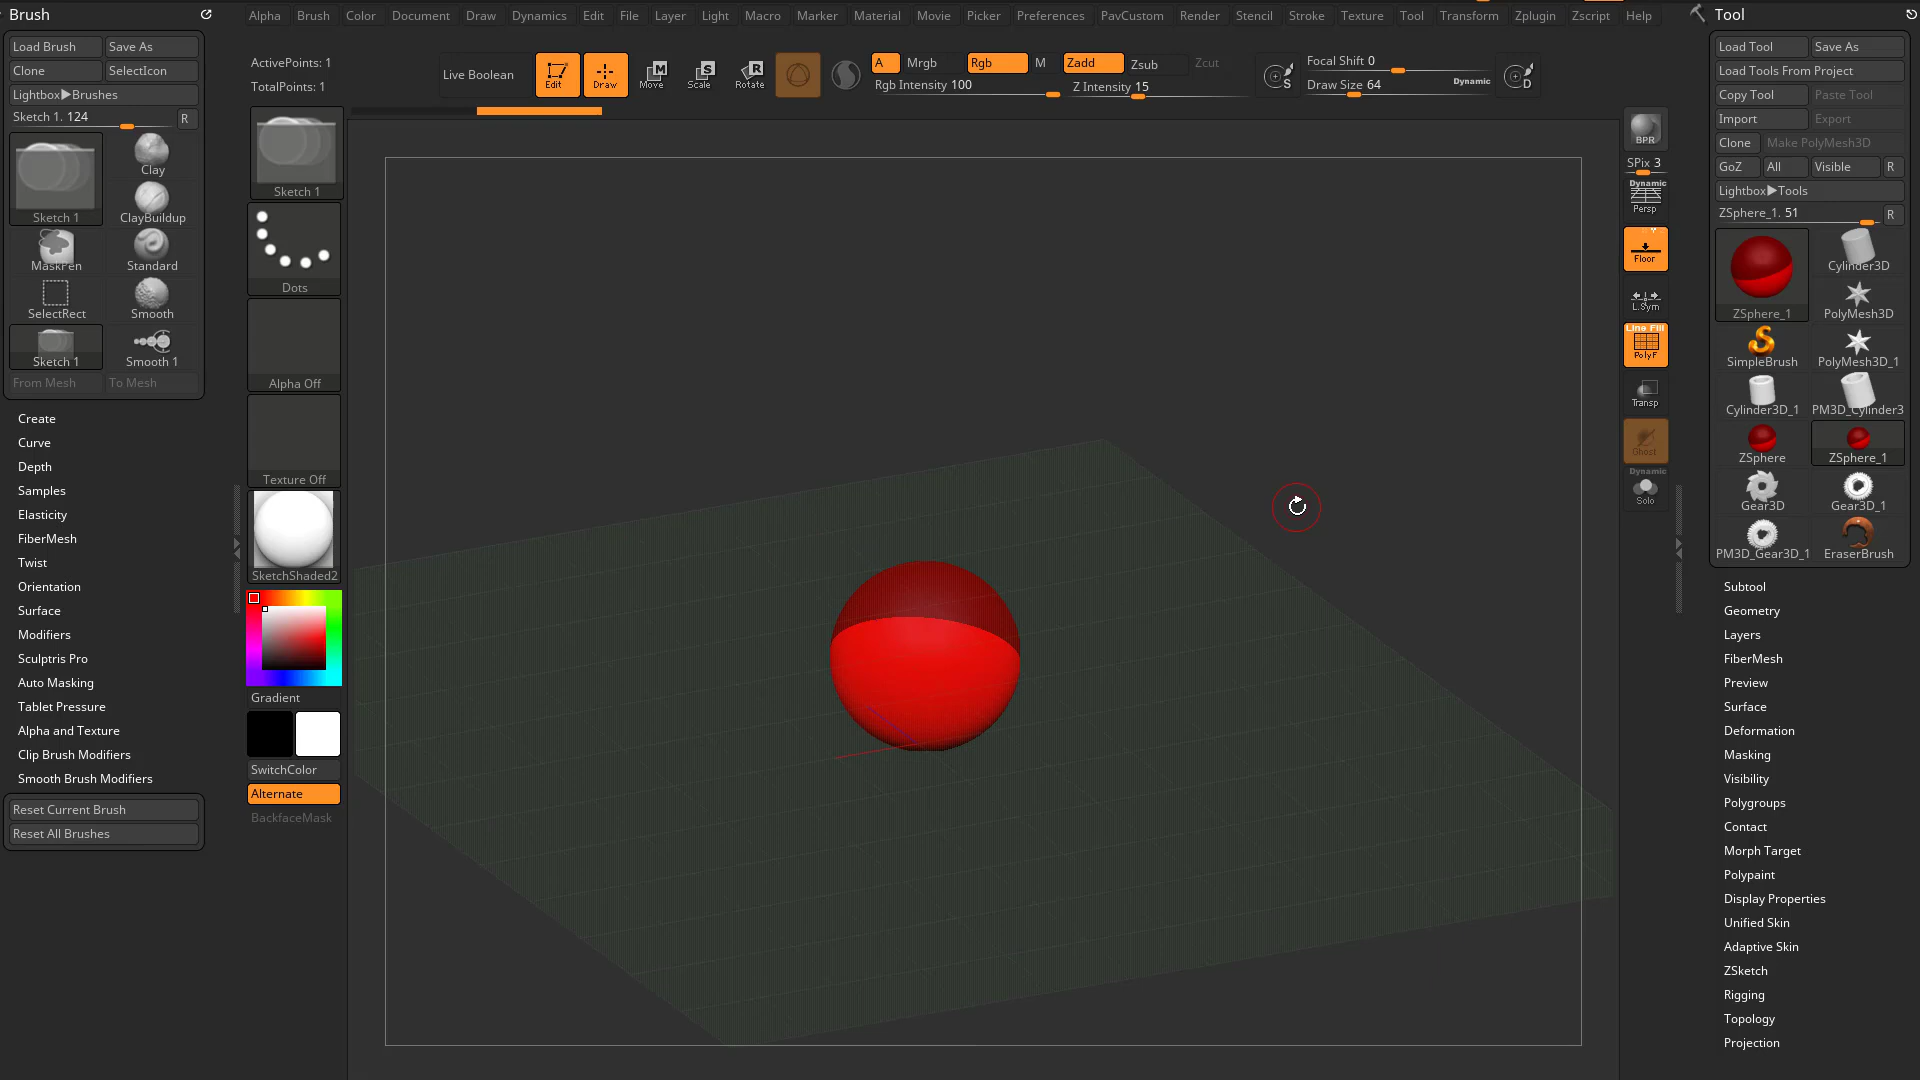 Brush
Alpha Brush Color Document Draw Dynamics Edit File Layer Light Macro Marker Material Movie Picker Preferences PavCustom Render Stencil Stroke Texture Tool Transform Zplugin Zscript Help
Tool
Load Brush Save As
Clone SelectIcon
Lightbox▶Brushes
Sketch 1. 124 R
Sketch 1
Clay
ClayBuildup
MaskPen Standard
SelectRect Smooth
Sketch 1 Smooth 1
From Mesh To Mesh
Create
Curve
Depth
Samples
Elasticity
FiberMesh
Twist
Orientation
Surface
Modifiers
Sculptris Pro
Auto Masking
Tablet Pressure
Alpha and Texture
Clip Brush Modifiers
Smooth Brush Modifiers
Reset Current Brush
Reset All Brushes
ActivePoints: 1
TotalPoints: 1
Live Boolean
Edit
Draw
M
Move
S
Scale
R
Rotate
A Mrgb Rgb M Zadd Zsub Zcut
Rgb Intensity 100 Z Intensity 15
S
Focal Shift 0
Draw Size 64 Dynamic
D
Sketch 1
Dots
Alpha Off
Texture Off
SketchShaded2
Gradient
SwitchColor
Alternate
BackfaceMask
BPR
SPix 3
Dynamic
Persp
Floor
L.Sym
Line Fill
PolyF
Transp
Ghost
Dynamic
Solo
Load Tool Save As
Load Tools From Project
Copy Tool Paste Tool
Import Export
Clone Make PolyMesh3D
GoZ All Visible R
Lightbox▶Tools
ZSphere_1. 51 R
ZSphere_1
Cylinder3D
PolyMesh3D
SimpleBrush PolyMesh3D_1
Cylinder3D_1 PM3D_Cylinder3
ZSphere ZSphere_1
Gear3D Gear3D_1
PM3D_Gear3D_1 EraserBrush
Subtool
Geometry
Layers
FiberMesh
Preview
Surface
Deformation
Masking
Visibility
Polygroups
Contact
Morph Target
Polypaint
Display Properties
Unified Skin
Adaptive Skin
ZSketch
Rigging
Topology
Projection